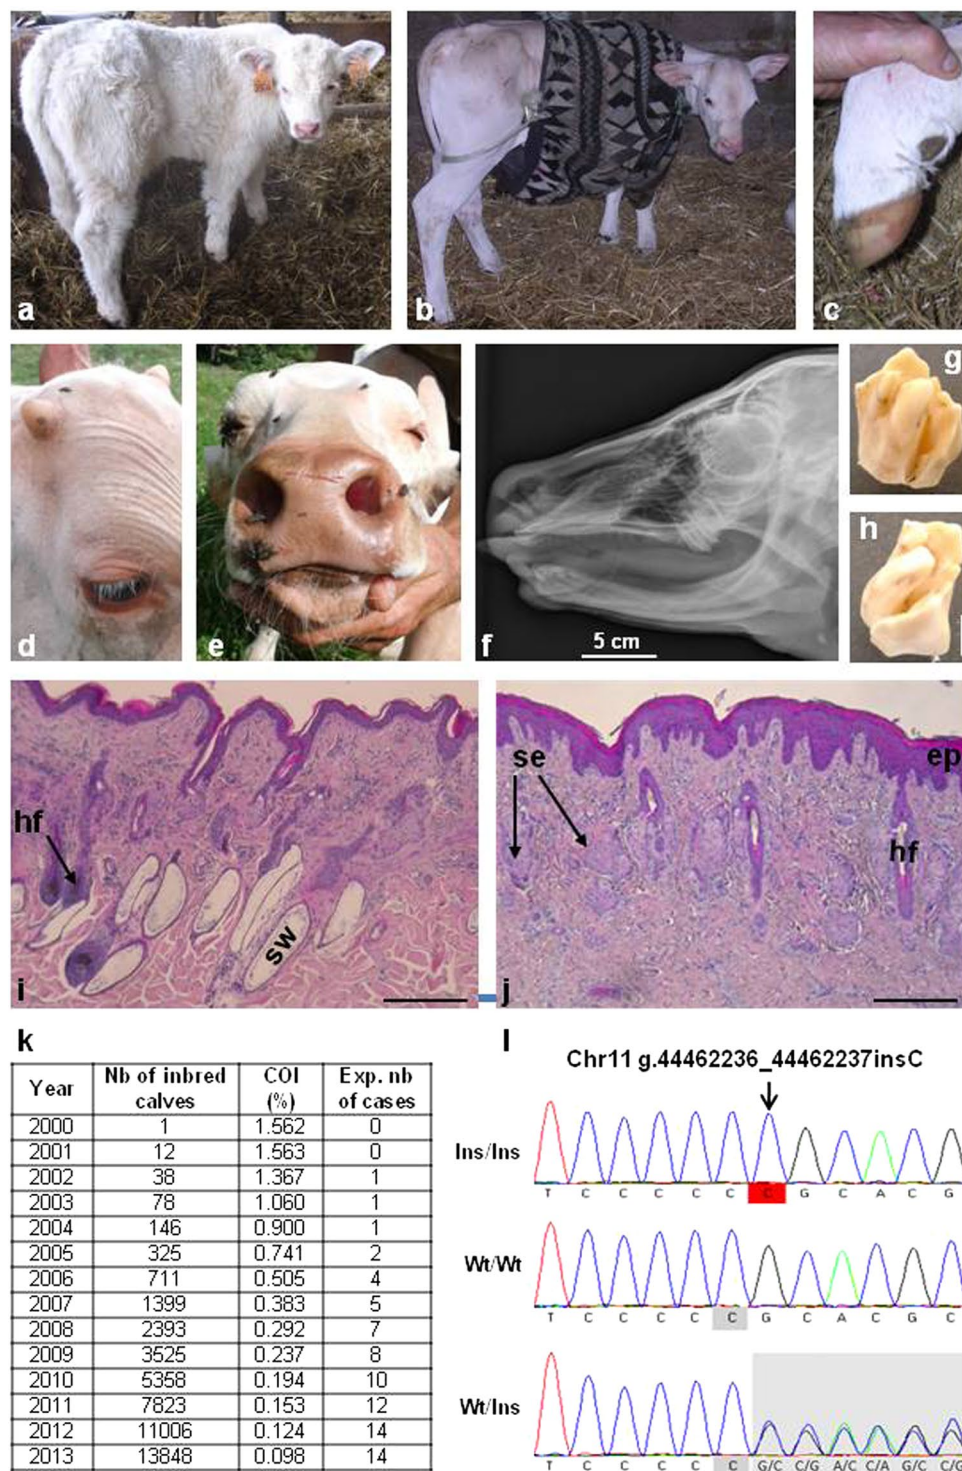 a
b
c
d
e
f
5 cm
g
h
hf
sw
i
se
ep
hf
j
k
Year Nb of inbred calves COI (%) Exp. nb of cases
2000 1 1.562 0
2001 12 1.563 0
2002 38 1.367 1
2003 78 1.060 1
2004 146 0.900 1
2005 325 0.741 2
2006 711 0.505 4
2007 1399 0.383 5
2008 2393 0.292 7
2009 3525 0.237 8
2010 5358 0.194 10
2011 7823 0.153 12
2012 11006 0.124 14
2013 13848 0.098 14
l
Chr11 g.44462236_44462237insC
Ins/Ins
T C C C C C C G C A C G
Wt/Wt
T C C C C C G C A C G C
Wt/Ins
T C C C C C G/C C/G A/C C/A G/C C/G